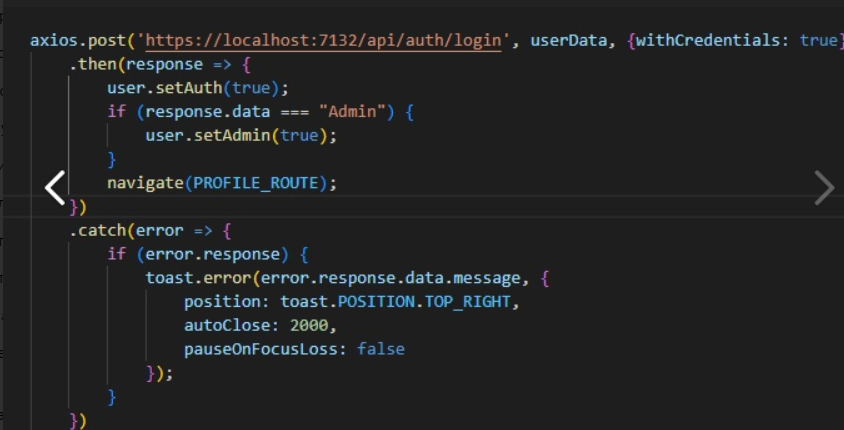 axios.post('https://localhost:7132/api/auth/login', userData, {withCredentials: true}
.then(response => {
user.setAuth(true);
if (response.data === "Admin") {
user.setAdmin(true);
}
navigate(PROFILE_ROUTE);
})
.catch(error => {
if (error.response) {
toast.error(error.response.data.message, {
position: toast.POSITION.TOP_RIGHT,
autoClose: 2000,
pauseOnFocusLoss: false
});
}
})